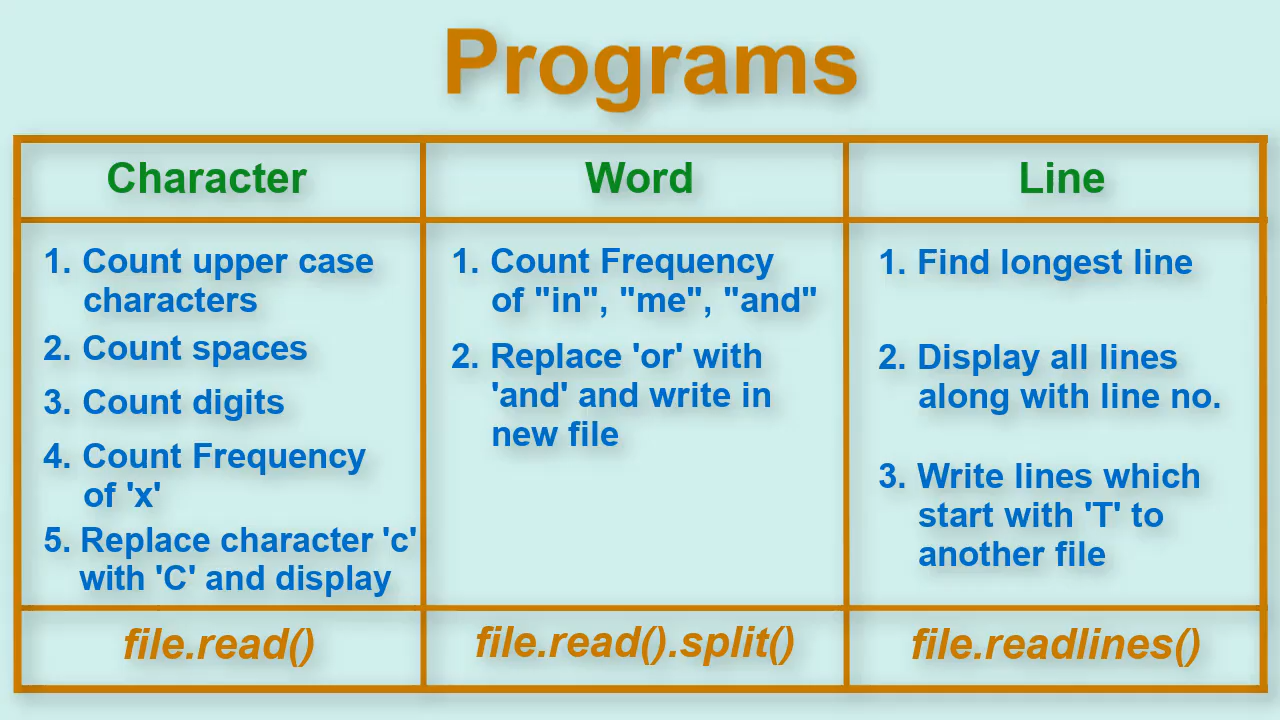 Programs
Character
Word
Line
1. Count upper case
characters
2. Count spaces
3. Count digits
4. Count Frequency
of 'x'
5. Replace character 'c'
with 'C' and display
1. Count Frequency
of "in", "me", "and"
2. Replace 'or' with
'and' and write in
new file
1. Find longest line
2. Display all lines
along with line no.
3. Write lines which
start with 'T' to
another file
file.read()
file.read().split()
file.readlines()